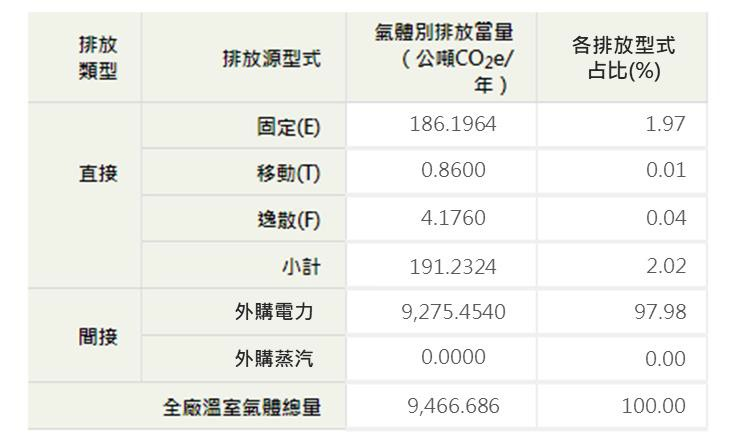 排放
類型
排放源型式
氣體別排放當量
(公噸CO2e/
年)
各排放型式
占比(%)
直接
固定(E) 186.1964 1.97
移動(T) 0.8600 0.01
逸散(F) 4.1760 0.04
小計 191.2324 2.02
間接
外購電力 9,275.4540 97.98
外購蒸汽 0.0000 0.00
全廠溫室氣體總量 9,466.686 100.00